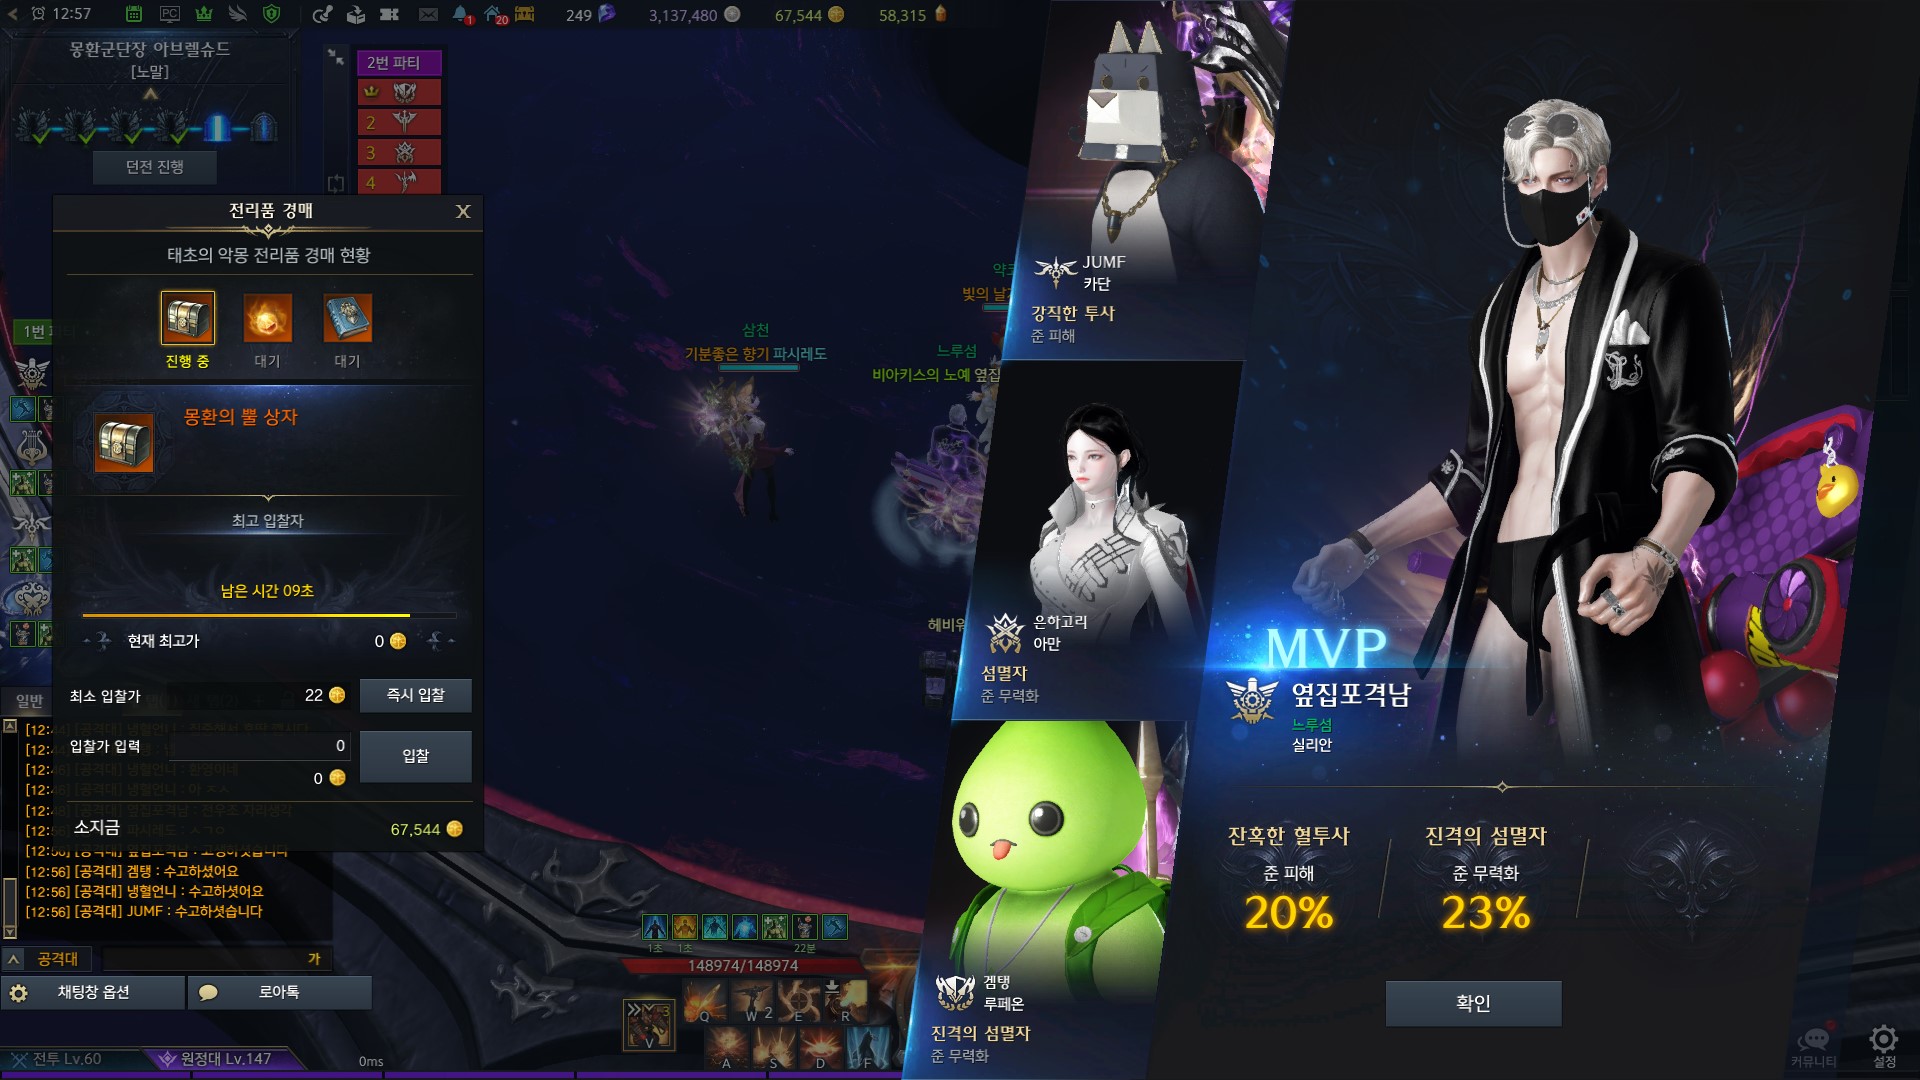 12:57
PC
1
20
249
3,137,480
67,544
58,315
몽환군단장 아브렐슈드
[노말]
던전 진행
2번 파티
2
3
4
전리품 경매
X
태초의 악몽 전리품 경매 현황
진행 중
대기
대기
1번 파티
몽환의 뿔 상자
최고 입찰자
남은 시간 09초
현재 최고가
0
최소 입찰가
22
즉시 입찰
입찰가 입력
0
0
입찰
소지금
67,544
일반
[12:56] [공격대] 겜탱 : 수고하셨어요
[12:56] [공격대] 냉혈언니 : 수고하셧어요
[12:56] [공격대] JUMF : 수고하셧습니다
공격대
가
채팅창 옵션
로아톡
전투 Lv.60
원정대 Lv.147
0ms
삼천
기분좋은 향기 파시레도
느루섬
비아키스의 노예 옆집
빛의 날
헤비워
1초
1초
22분
148974/148974
Q
W
2
E
R
3
V
A
S
D
F
JUMF
카단
강직한 투사
준 피해
은하고리
아만
섬멸자
준 무력화
겜탱
루페온
진격의 섬멸자
준 무력화
MVP
옆집포격남
느루섬
실리안
잔혹한 혈투사
준 피해
20%
진격의 섬멸자
준 무력화
23%
확인
커뮤니티
설정